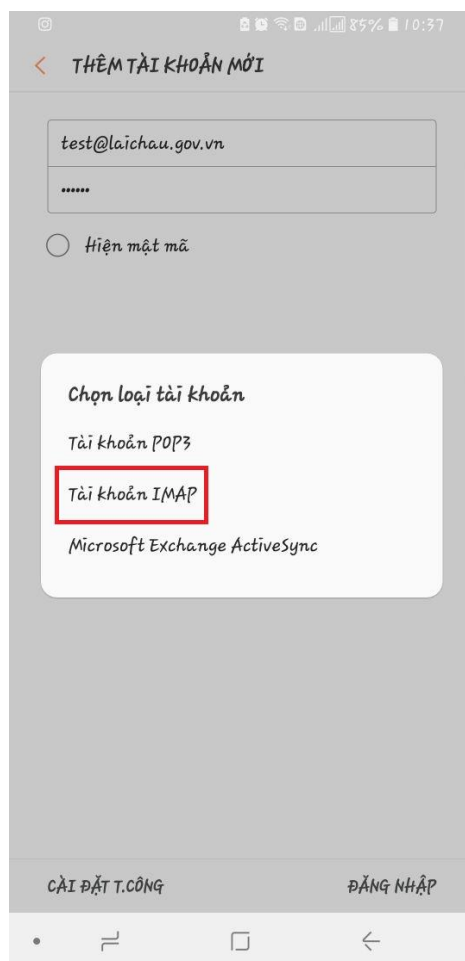 85% 10:37
THÊM TÀI KHOẢN MỚI
test@laichau.gov.vn
••••••
Hiện mật mã
Chọn loại tài khoản
Tài khoản POP3
Tài khoản IMAP
Microsoft Exchange ActiveSync
CÀI ĐẶT T.CÔNG ĐĂNG NHẬP